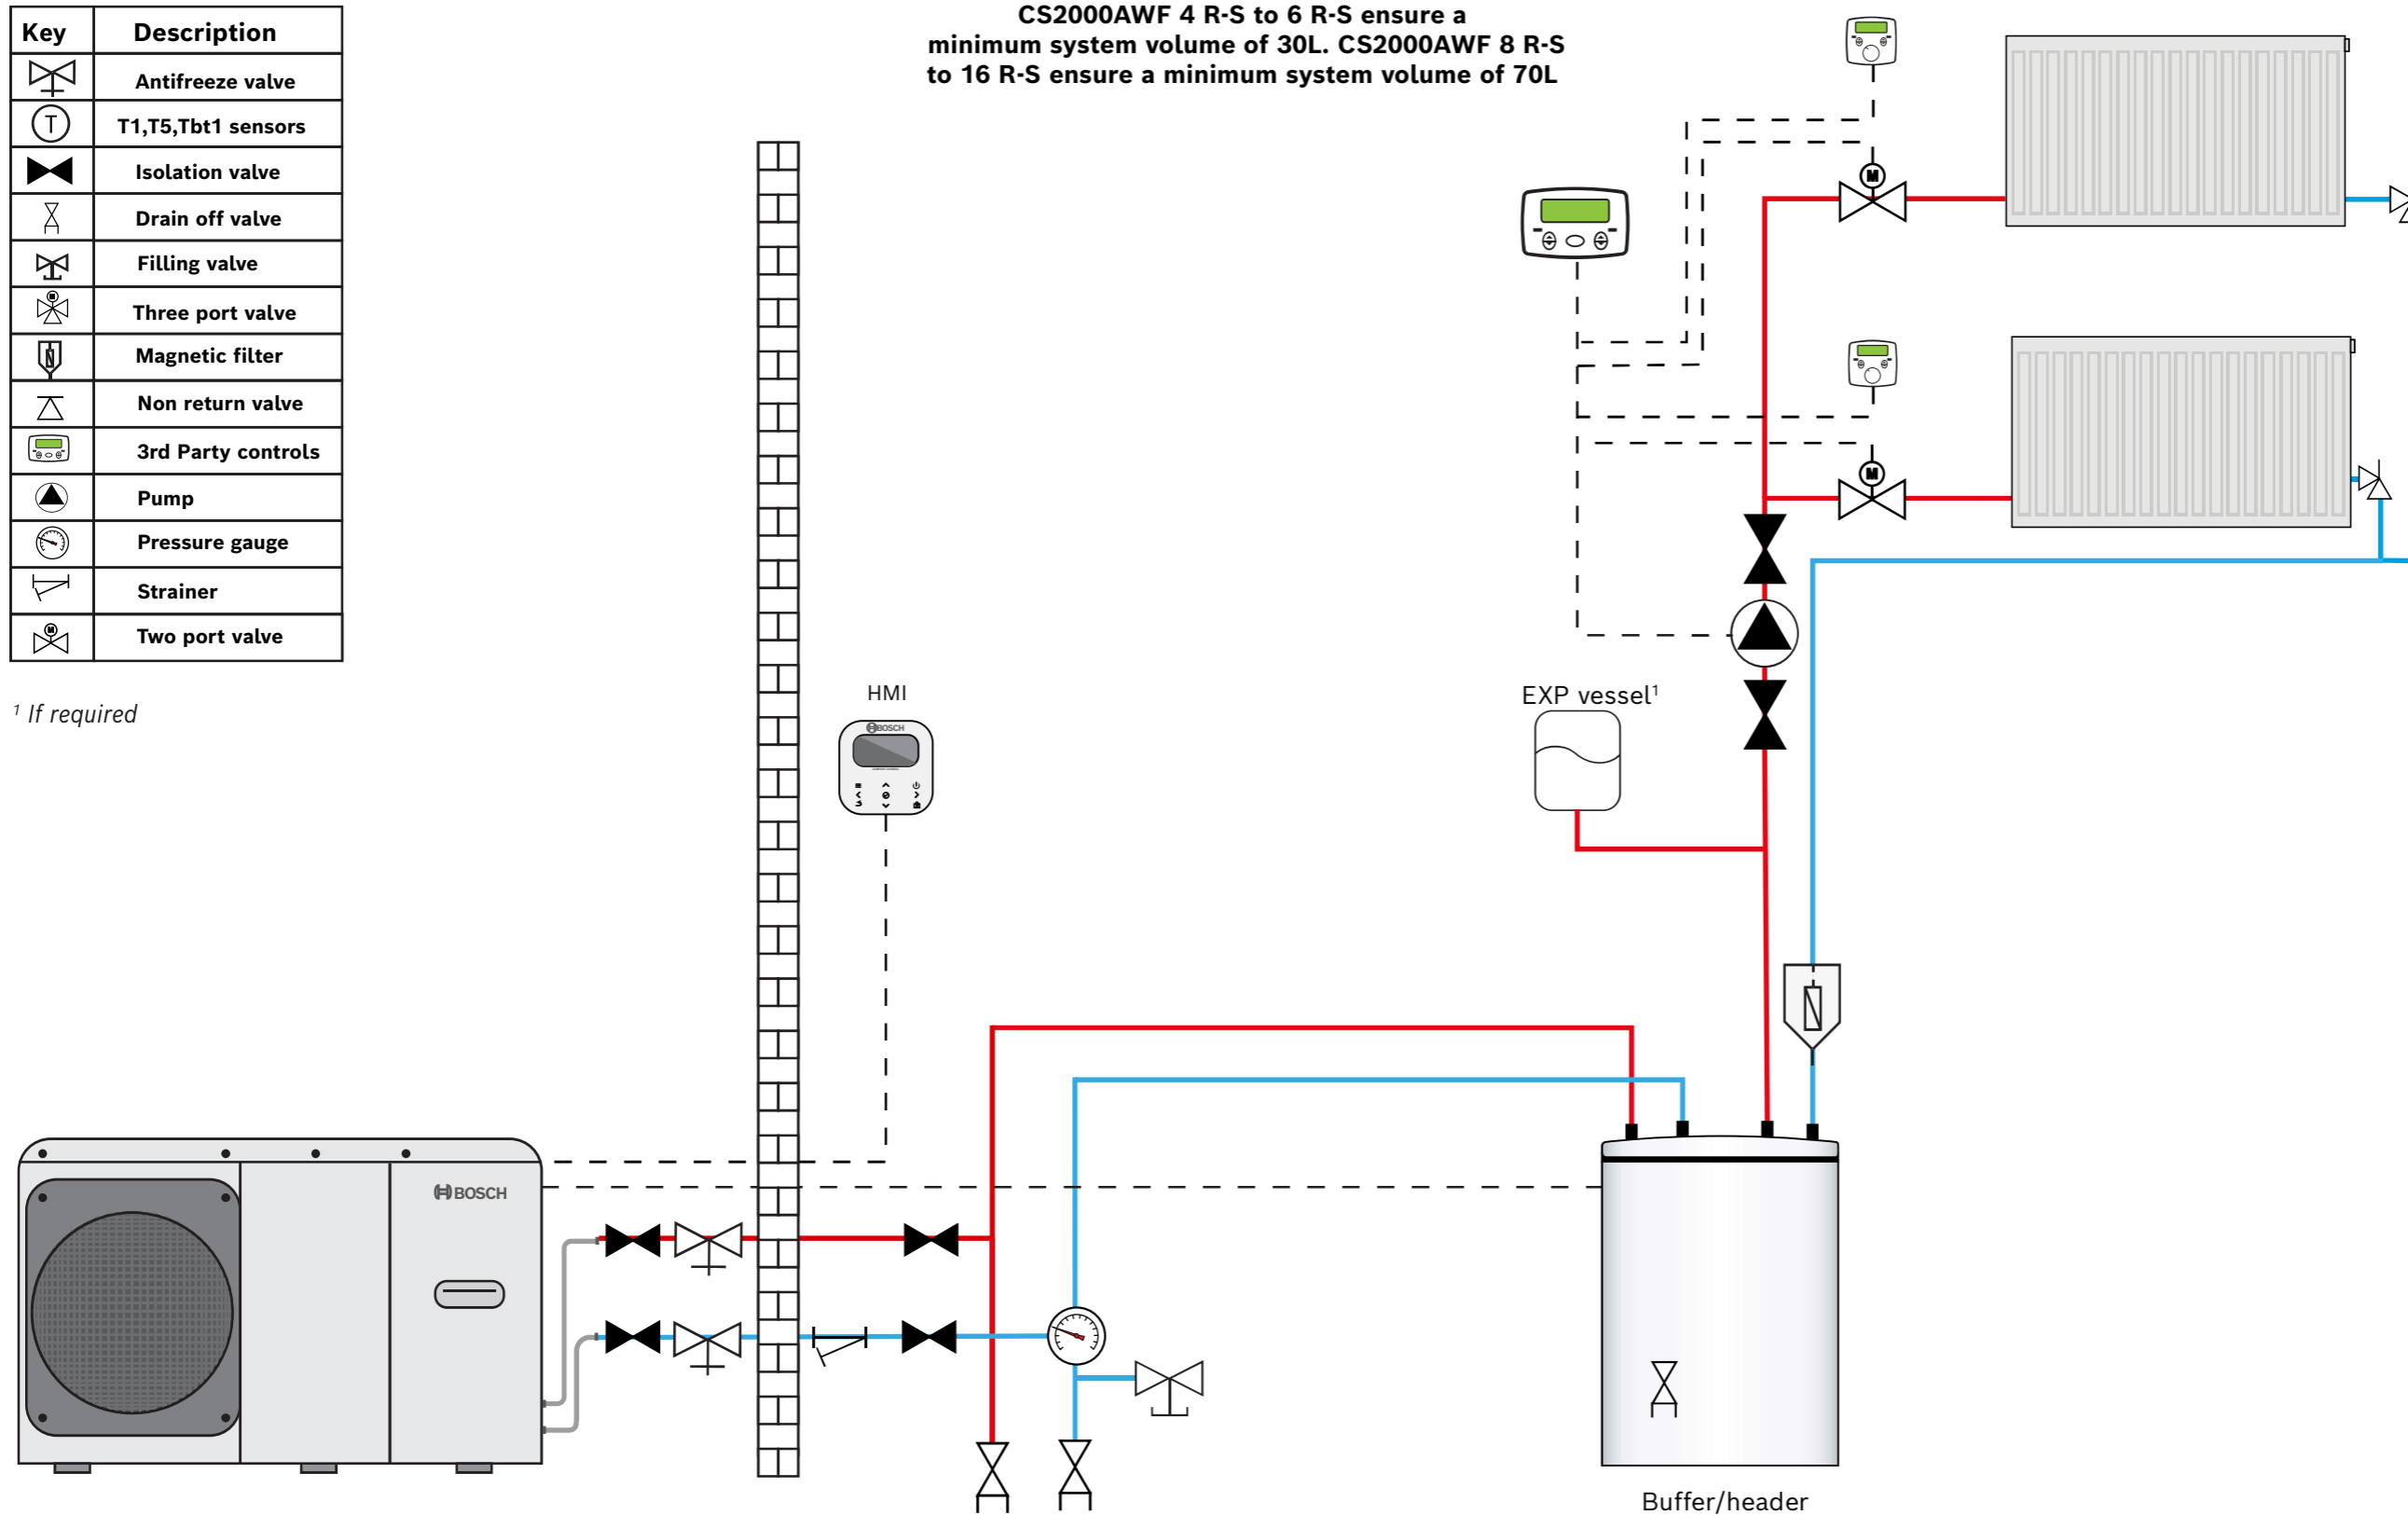 CS2000AWF 4 R-S to 6 R-S ensure a
minimum system volume of 30L. CS2000AWF 8 R-S
to 16 R-S ensure a minimum system volume of 70L
Key Description
Antifreeze valve
T T1,T5,Tbt1 sensors
Isolation valve
Drain off valve
Filling valve
Three port valve
Magnetic filter
Non return valve
3rd Party controls
Pump
Pressure gauge
Strainer
M Two port valve
¹ If required
M
M
HMI
BOSCH
EXP vessel¹
BOSCH
Buffer/header